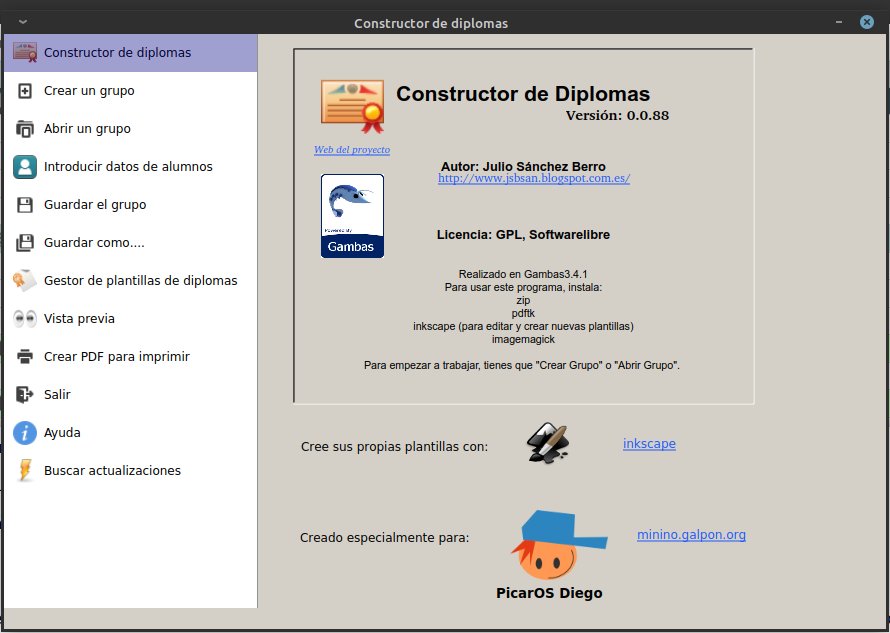 Constructor de diplomas
Constructor de diplomas
Crear un grupo
Abrir un grupo
Introducir datos de alumnos
Guardar el grupo
Guardar como....
Gestor de plantillas de diplomas
Vista previa
Crear PDF para imprimir
Salir
Ayuda
Buscar actualizaciones
Constructor de Diplomas
Versión: 0.0.88
Web del proyecto
Autor: Julio Sánchez Berro
http://www.jsbsan.blogspot.com.es/
Powered By
Gambas
Licencia: GPL, Softwarelibre
Realizado en Gambas3.4.1
Para usar este programa, instala:
zip
pdftk
inkscape (para editar y crear nuevas plantillas)
imagemagick
Para empezar a trabajar, tienes que "Crear Grupo" o "Abrir Grupo".
Cree sus propias plantillas con:
inkscape
Creado especialmente para:
minino.galpon.org
PicarOS Diego